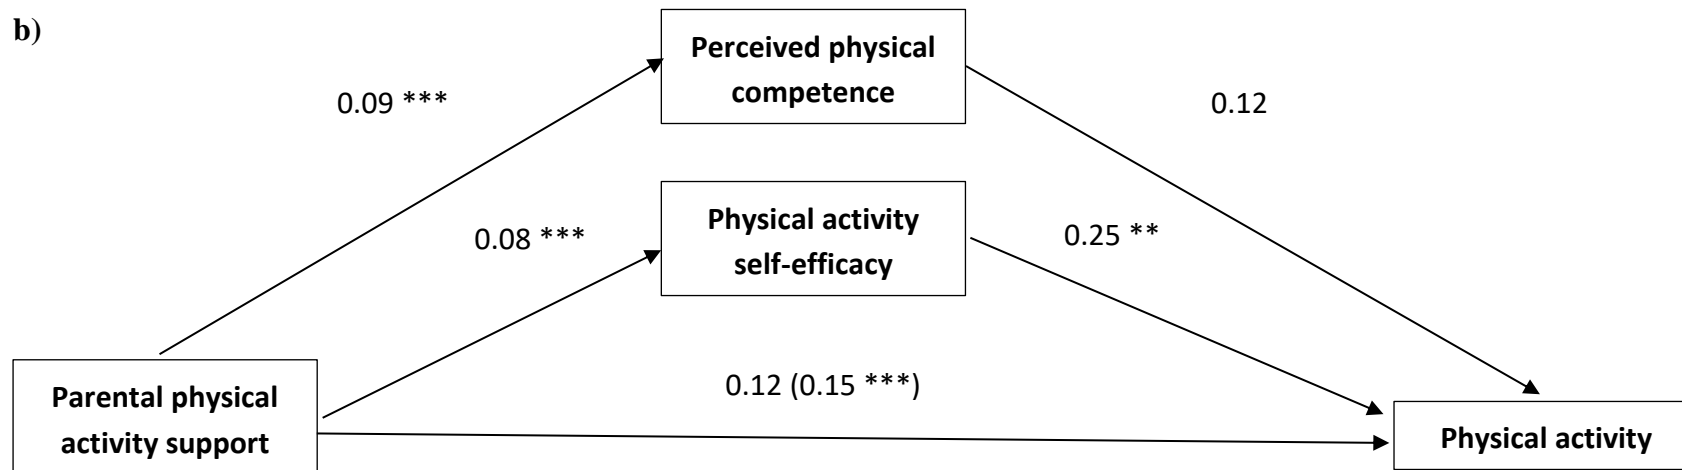 b)
Perceived physical
competence
0.09 ***
0.12
Physical activity
self-efficacy
0.08 ***
0.25 **
Parental physical
activity support
0.12 (0.15 ***)
Physical activity